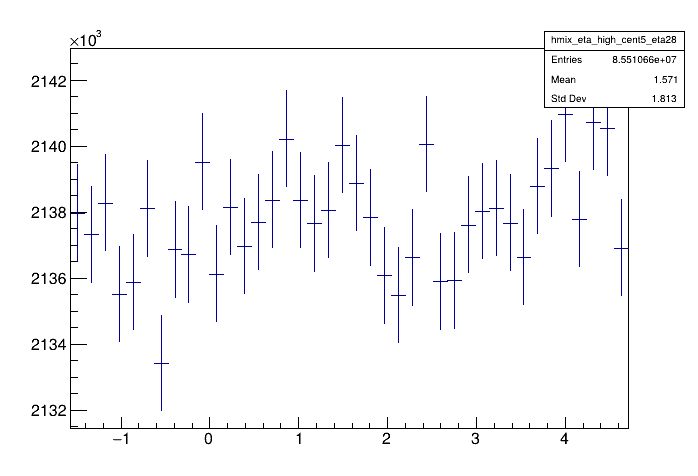 ×10³
hmix_eta_high_cent5_eta28
Entries 8.551066e+07
Mean 1.571
Std Dev 1.813
2142
2140
2138
2136
2134
2132
−1 0 1 2 3 4